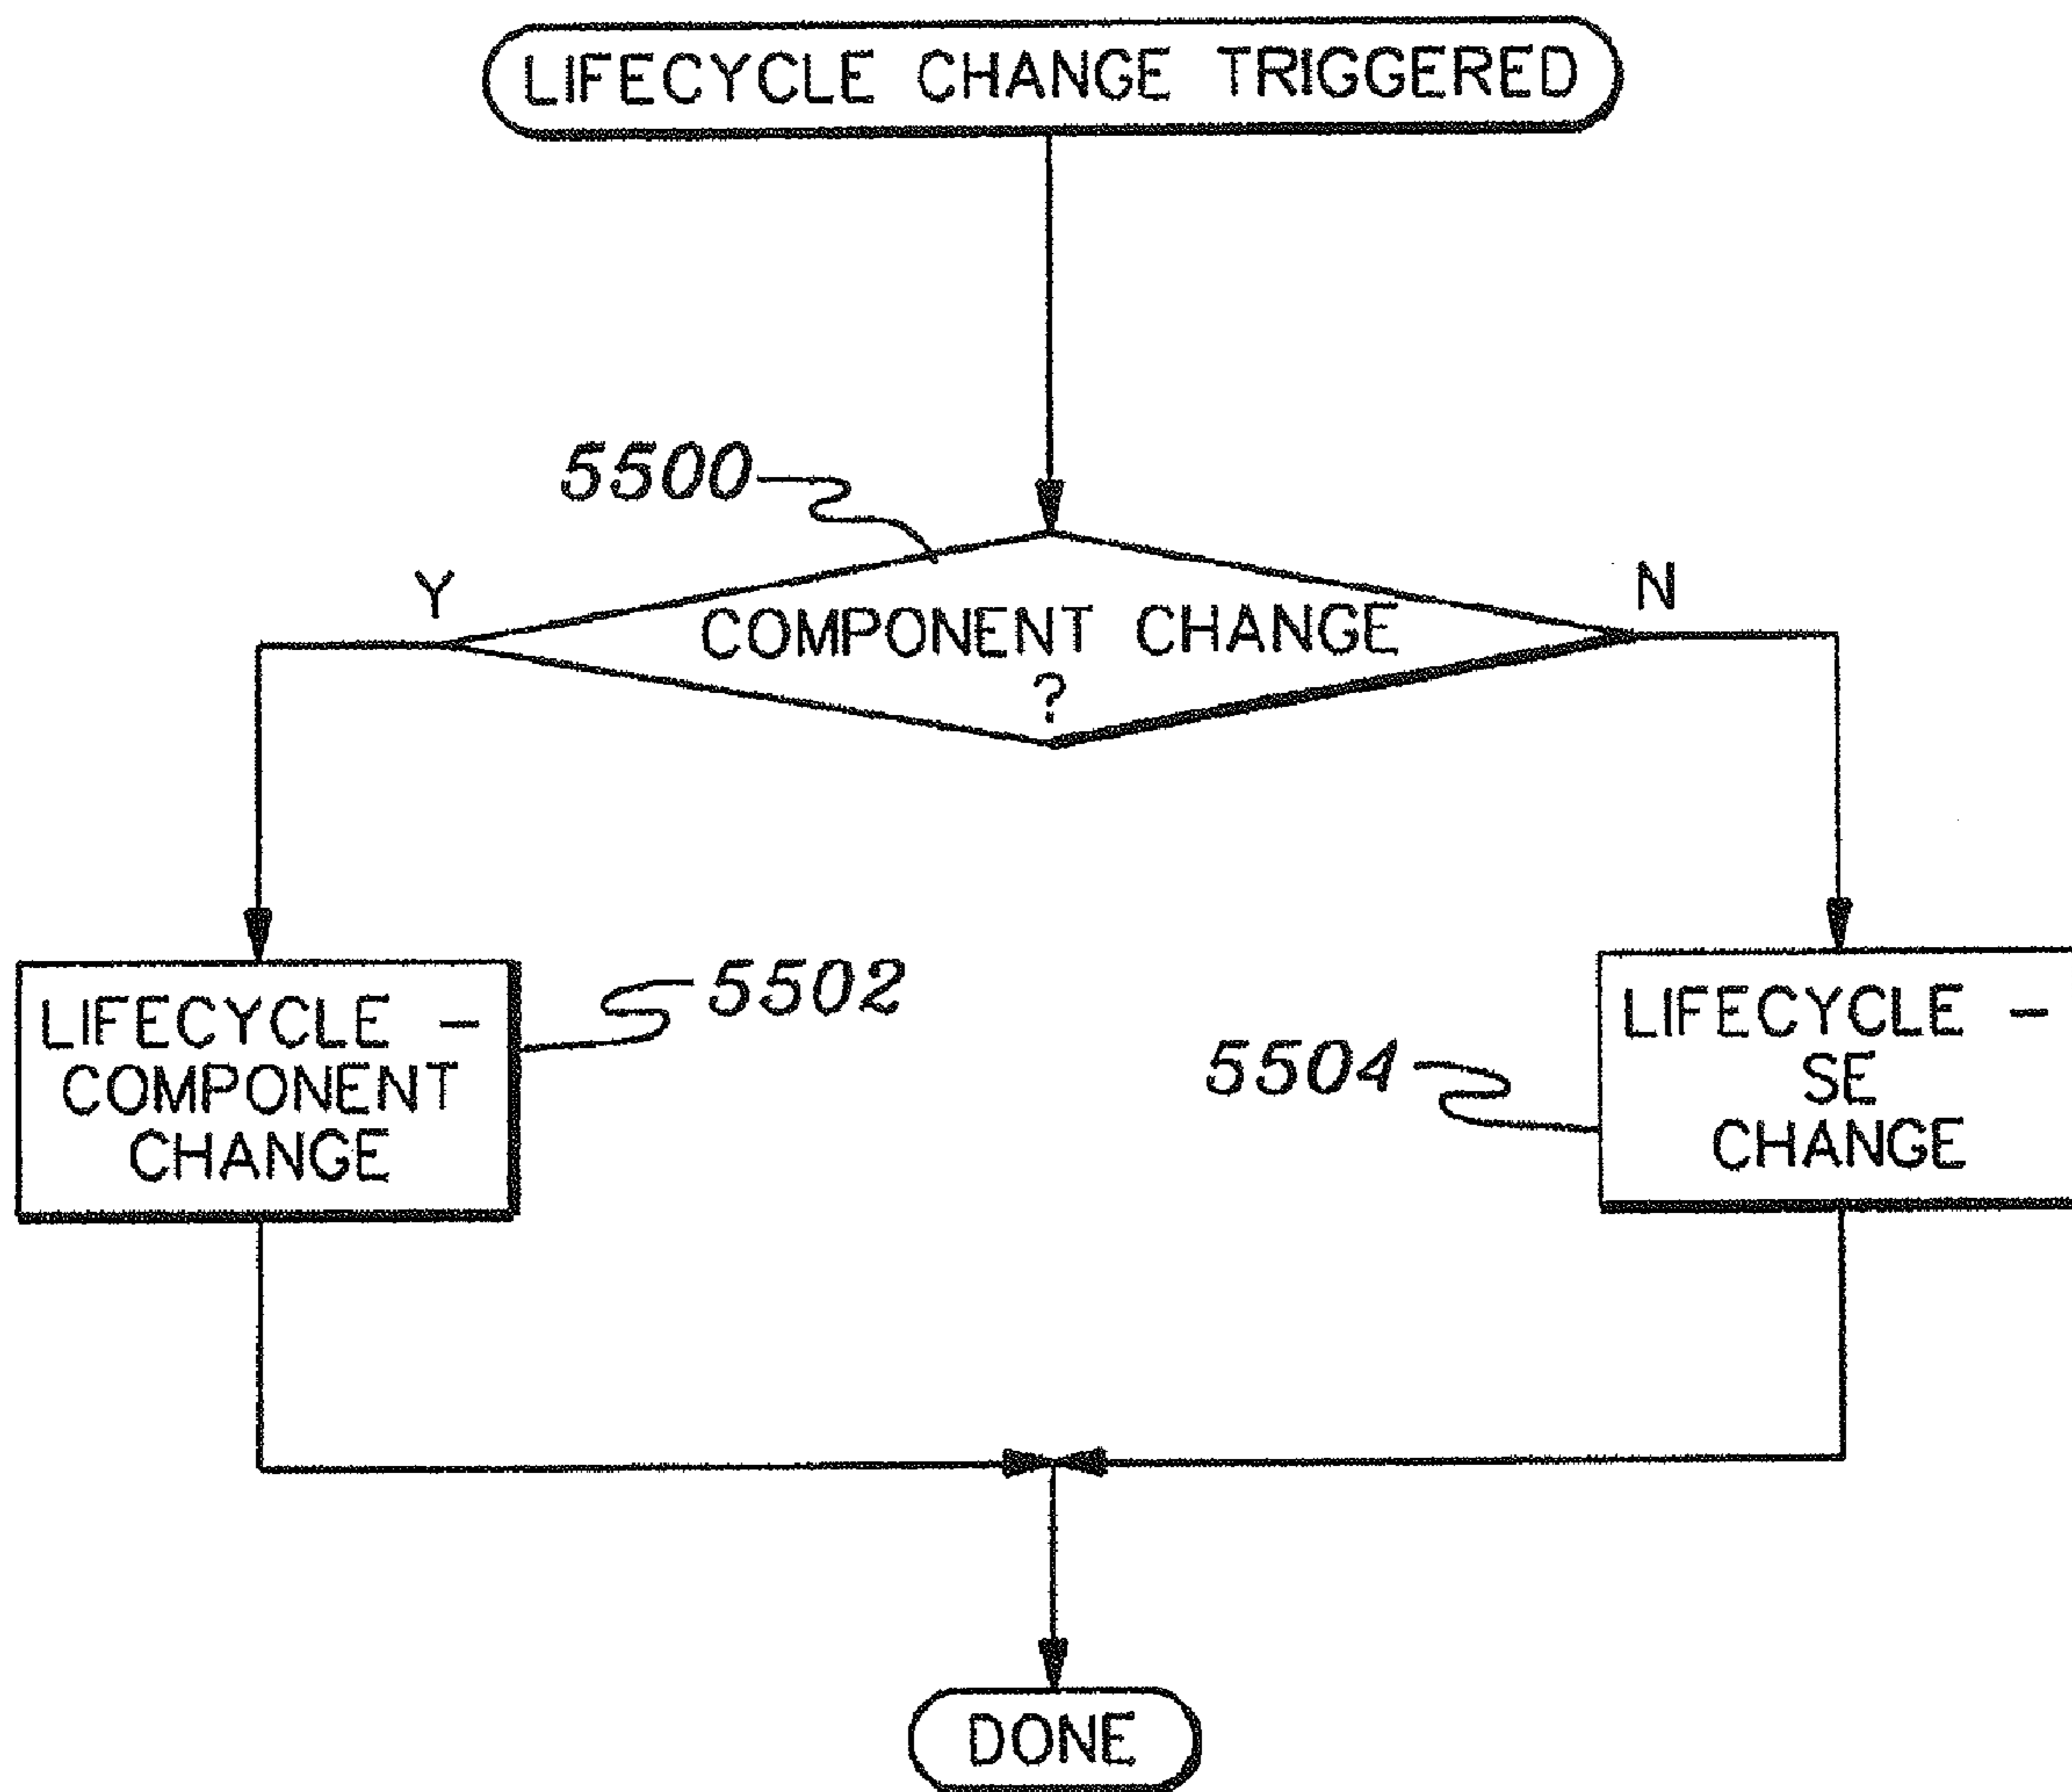 LIFECYCLE CHANGE TRIGGERED
5500
Y
N
COMPONENT CHANGE
?
LIFECYCLE –
COMPONENT
CHANGE
5502
5504
LIFECYCLE –
SE
CHANGE
DONE